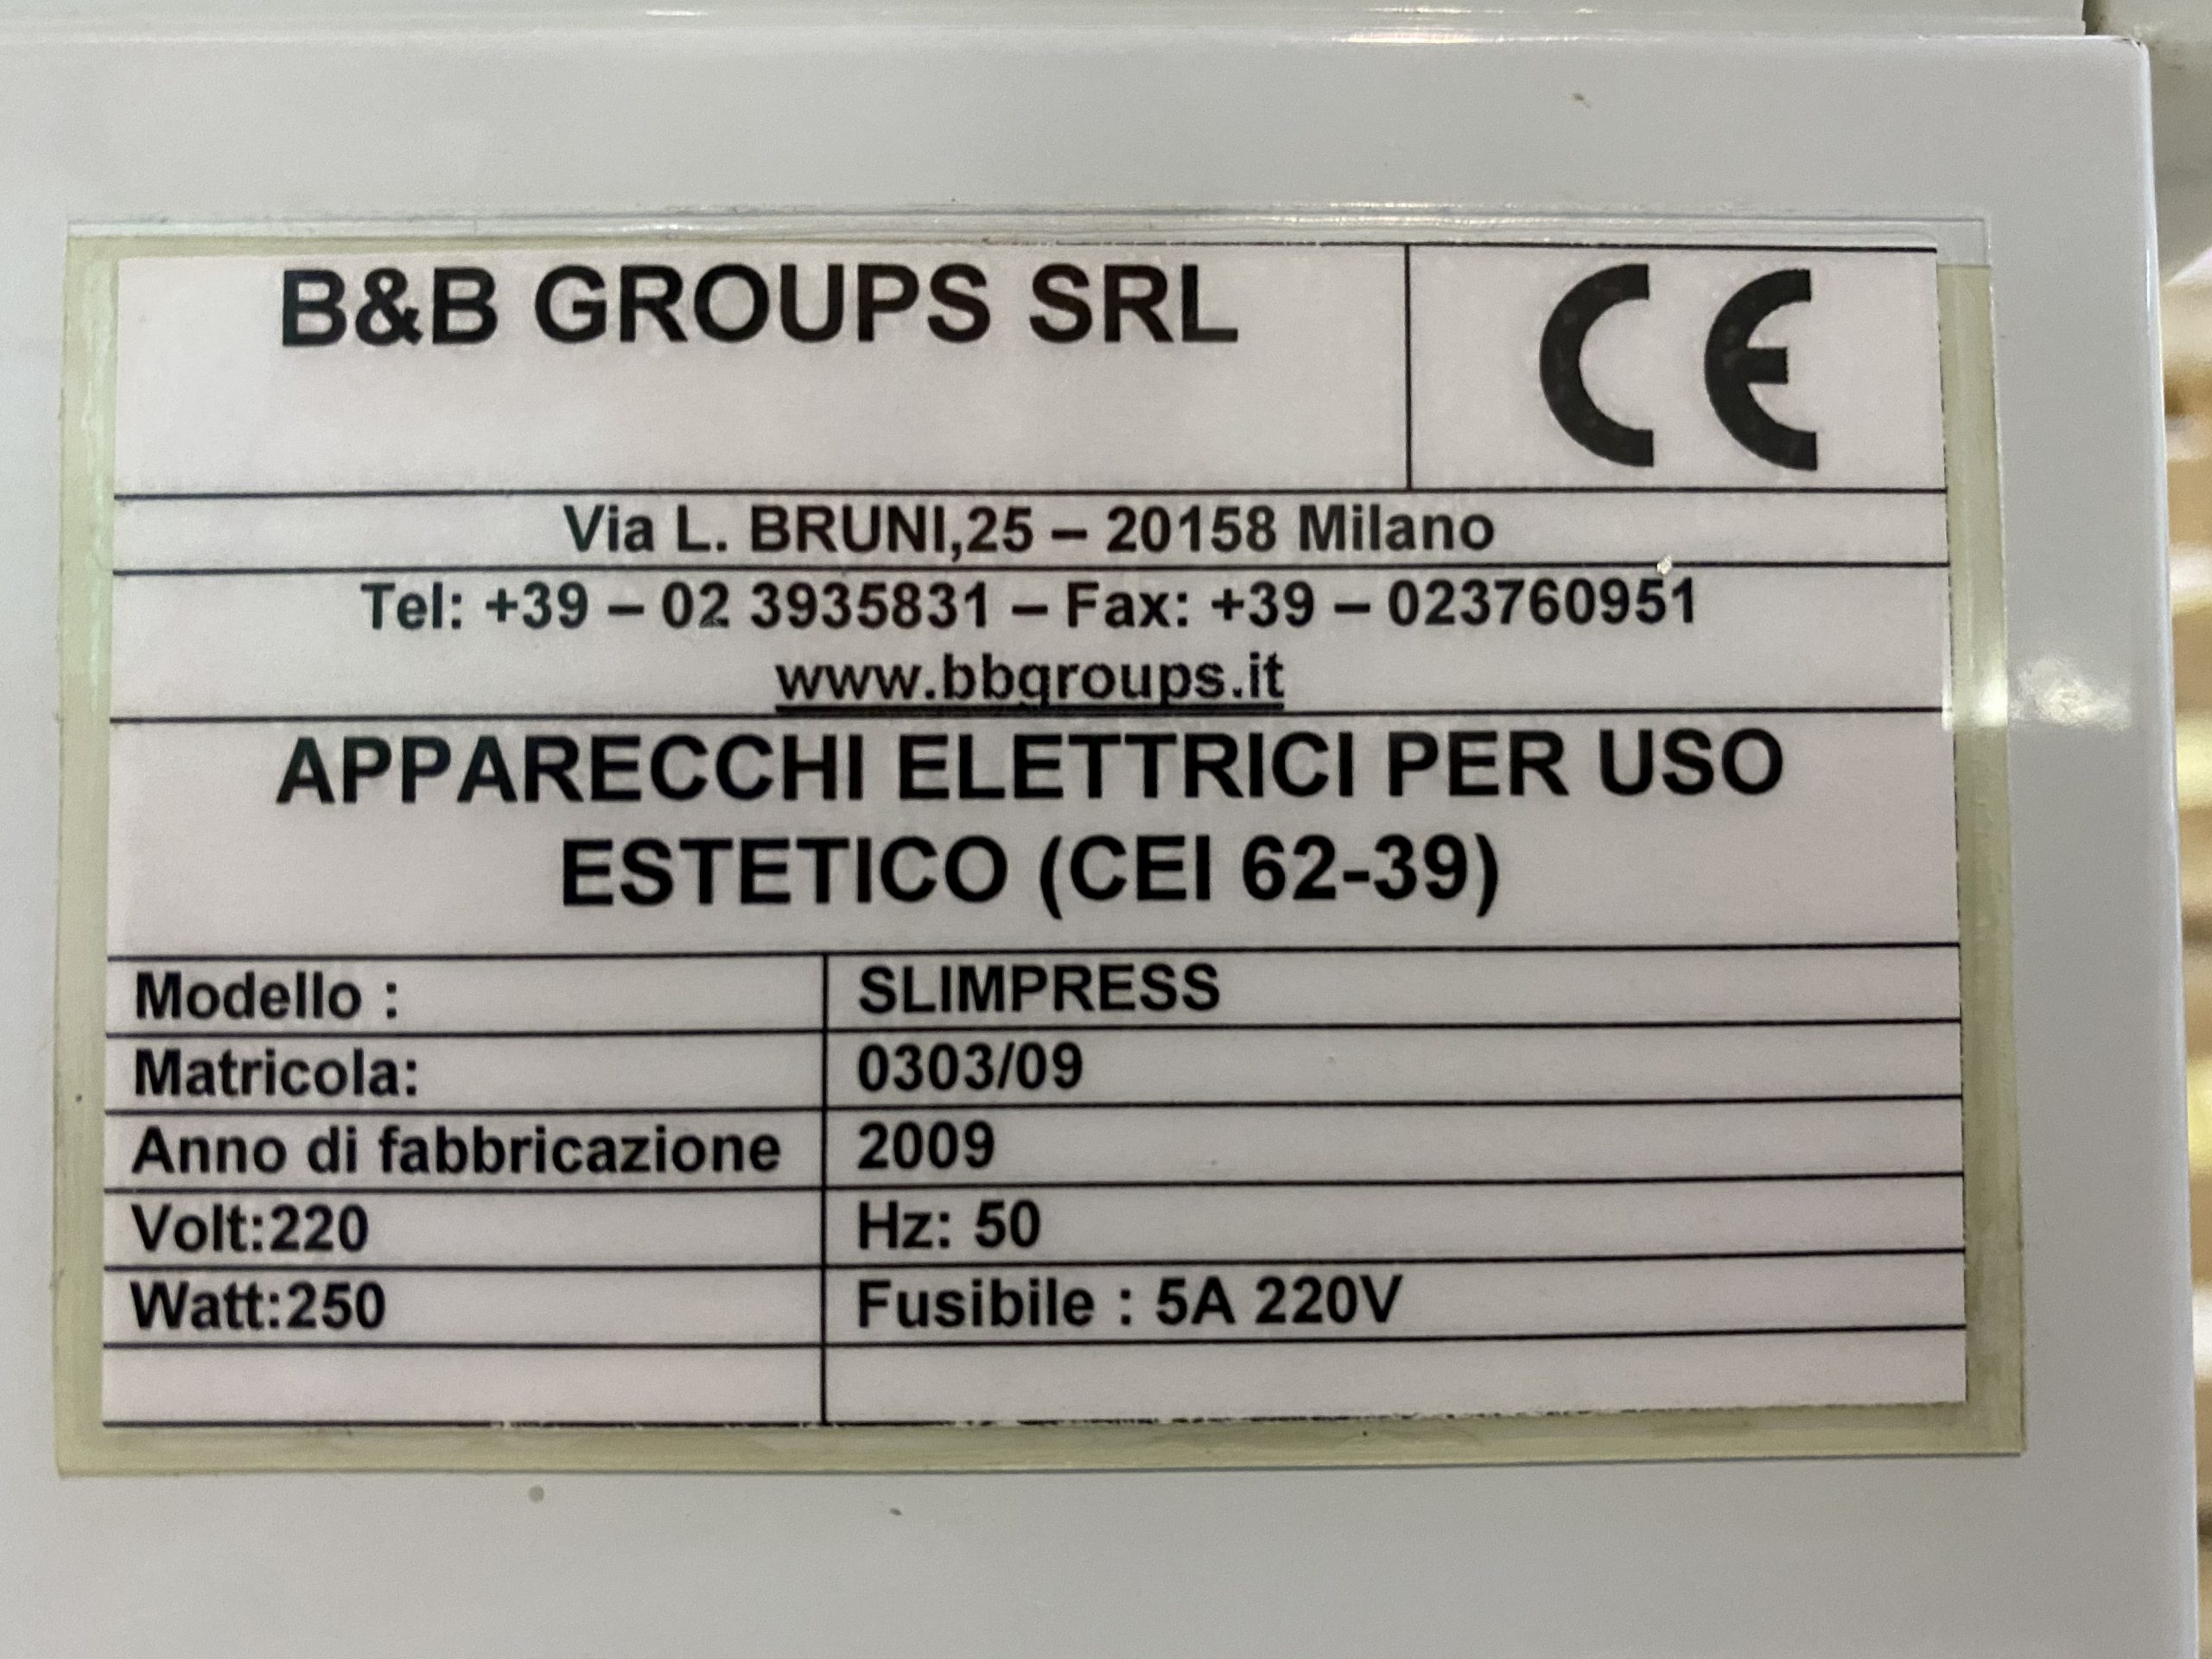 B&B GROUPS SRL
CE
Via L. BRUNI,25 – 20158 Milano
Tel: +39 – 02 3935831 – Fax: +39 – 023760951
www.bbgroups.it
APPARECCHI ELETTRICI PER USO
ESTETICO (CEI 62-39)
Modello : SLIMPRESS
Matricola: 0303/09
Anno di fabbricazione 2009
Volt:220 Hz: 50
Watt:250 Fusibile : 5A 220V